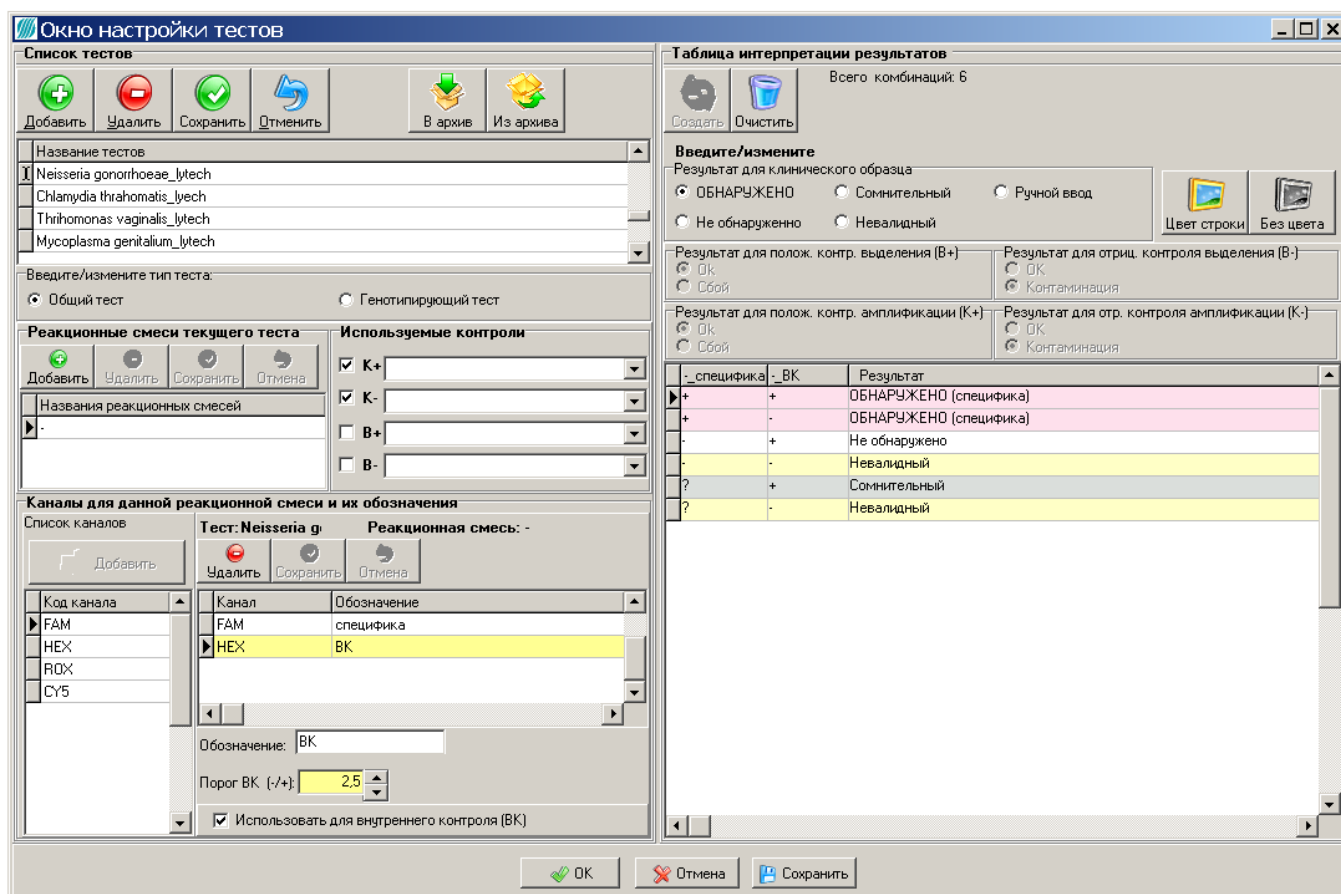 Окно настройки тестов
Список тестов
Добавить Удалить Сохранить Отменить В архив Из архива
Название тестов
Neisseria gonorrhoeae_lytech
Chlamydia thrahomatis_lyech
Thrihomonas vaginalis_lytech
Mycoplasma genitalium_lytech
Введите/измените тип теста:
Общий тест Генотипирующий тест
Реакционные смеси текущего теста
Добавить Удалить Сохранить Отмена
Названия реакционных смесей
-
Используемые контроли
К+
К-
В+
В-
Каналы для данной реакционной смеси и их обозначения
Список каналов
Добавить
Код канала
FAM
HEX
ROX
CY5
Тест: Neisseria g Реакционная смесь: -
Удалить Сохранить Отмена
Канал Обозначение
FAM специфика
HEX ВК
Обозначение: ВК
Порог ВК (-/+): 2,5
Использовать для внутреннего контроля (ВК)
Таблица интерпретации результатов
Создать Очистить
Всего комбинаций: 6
Введите/измените
Результат для клинического образца
ОБНАРУЖЕНО Сомнительный Ручной ввод
Не обнаруженно Невалидный
Цвет строки Без цвета
Результат для полож. контр. выделения (В+)
Ok
Сбой
Результат для отриц. контроля выделения (В-)
OK
Контаминация
Результат для полож. контр. амплификации (К+)
Ok
Сбой
Результат для отр. контроля амплификации (К-)
OK
Контаминация
-_специфика -_ВК Результат
+ + ОБНАРУЖЕНО (специфика)
+ - ОБНАРУЖЕНО (специфика)
- + Не обнаружено
- - Невалидный
? + Сомнительный
? - Невалидный
OK Отмена Сохранить